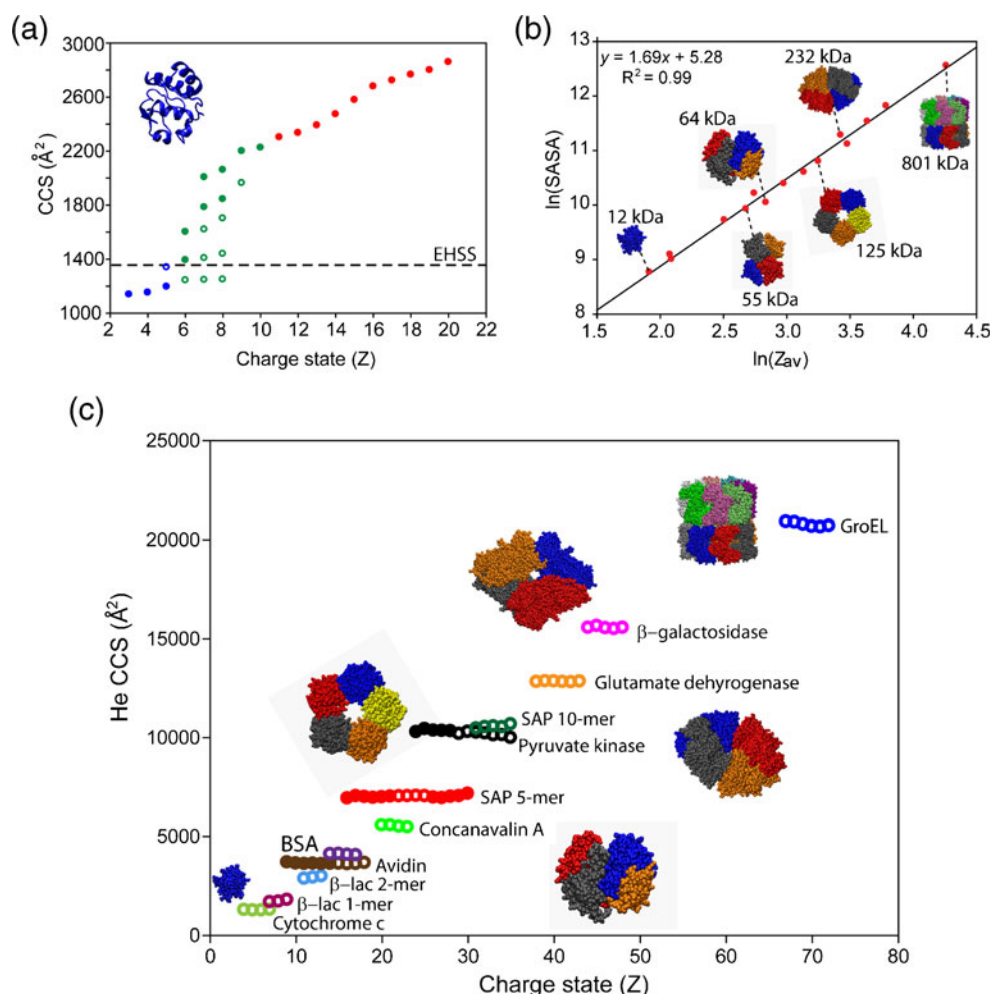 (a)
3000
2600
2200
1800
1400
1000
CCS (Å²)
EHSS
2 4 6 8 10 12 14 16 18 20 22
Charge state (Z)
(b)
13
12
11
10
9
8
ln(SASA)
y = 1.69x + 5.28
R² = 0.99
232 kDa
64 kDa
801 kDa
12 kDa
125 kDa
55 kDa
1.5 2.0 2.5 3.0 3.5 4.0 4.5
ln(Zav)
(c)
25000
20000
15000
10000
5000
0
He CCS (Å²)
GroEL
β–galactosidase
Glutamate dehyrogenase
SAP 10-mer
Pyruvate kinase
SAP 5-mer
Concanavalin A
BSA
Avidin
β–lac 2-mer
β–lac 1-mer
Cytochrome c
0 10 20 30 40 50 60 70 80
Charge state (Z)